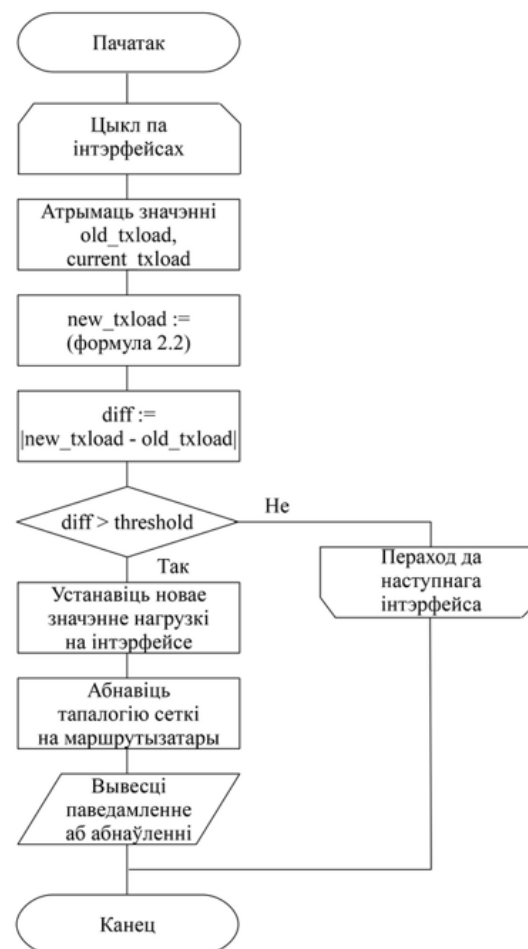 Пачатак
Цыкл па
інтэрфейсах
Атрымаць значэнні
old_txload,
current_txload
new_txload :=
(формула 2.2)
diff :=
|new_txload - old_txload|
diff > threshold
Не
Так
Пераход да
наступнага
інтэрфейса
Устанавіць новае
значэнне нагрузкі
на інтэрфейсе
Абнавіць
тапалогію сеткі
на маршрутызатары
Вывесці
паведамленне
аб абнаўленні
Канец